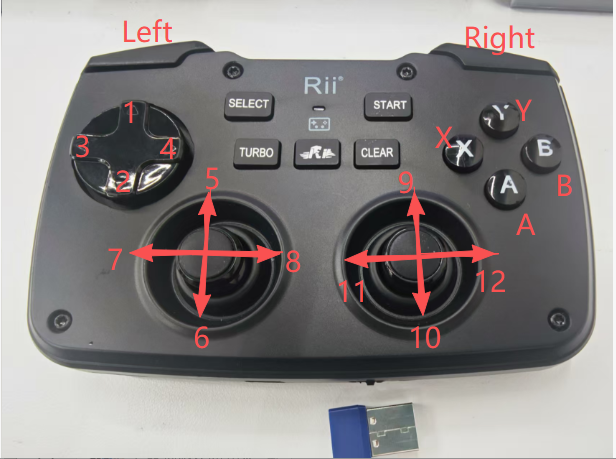 Left
Right
Rii®
SELECT
START
1
Y
Y
3
4
X
X
Б
TURBO
CLEAR
2
5
9
A
B
A
7
8
11
12
6
10